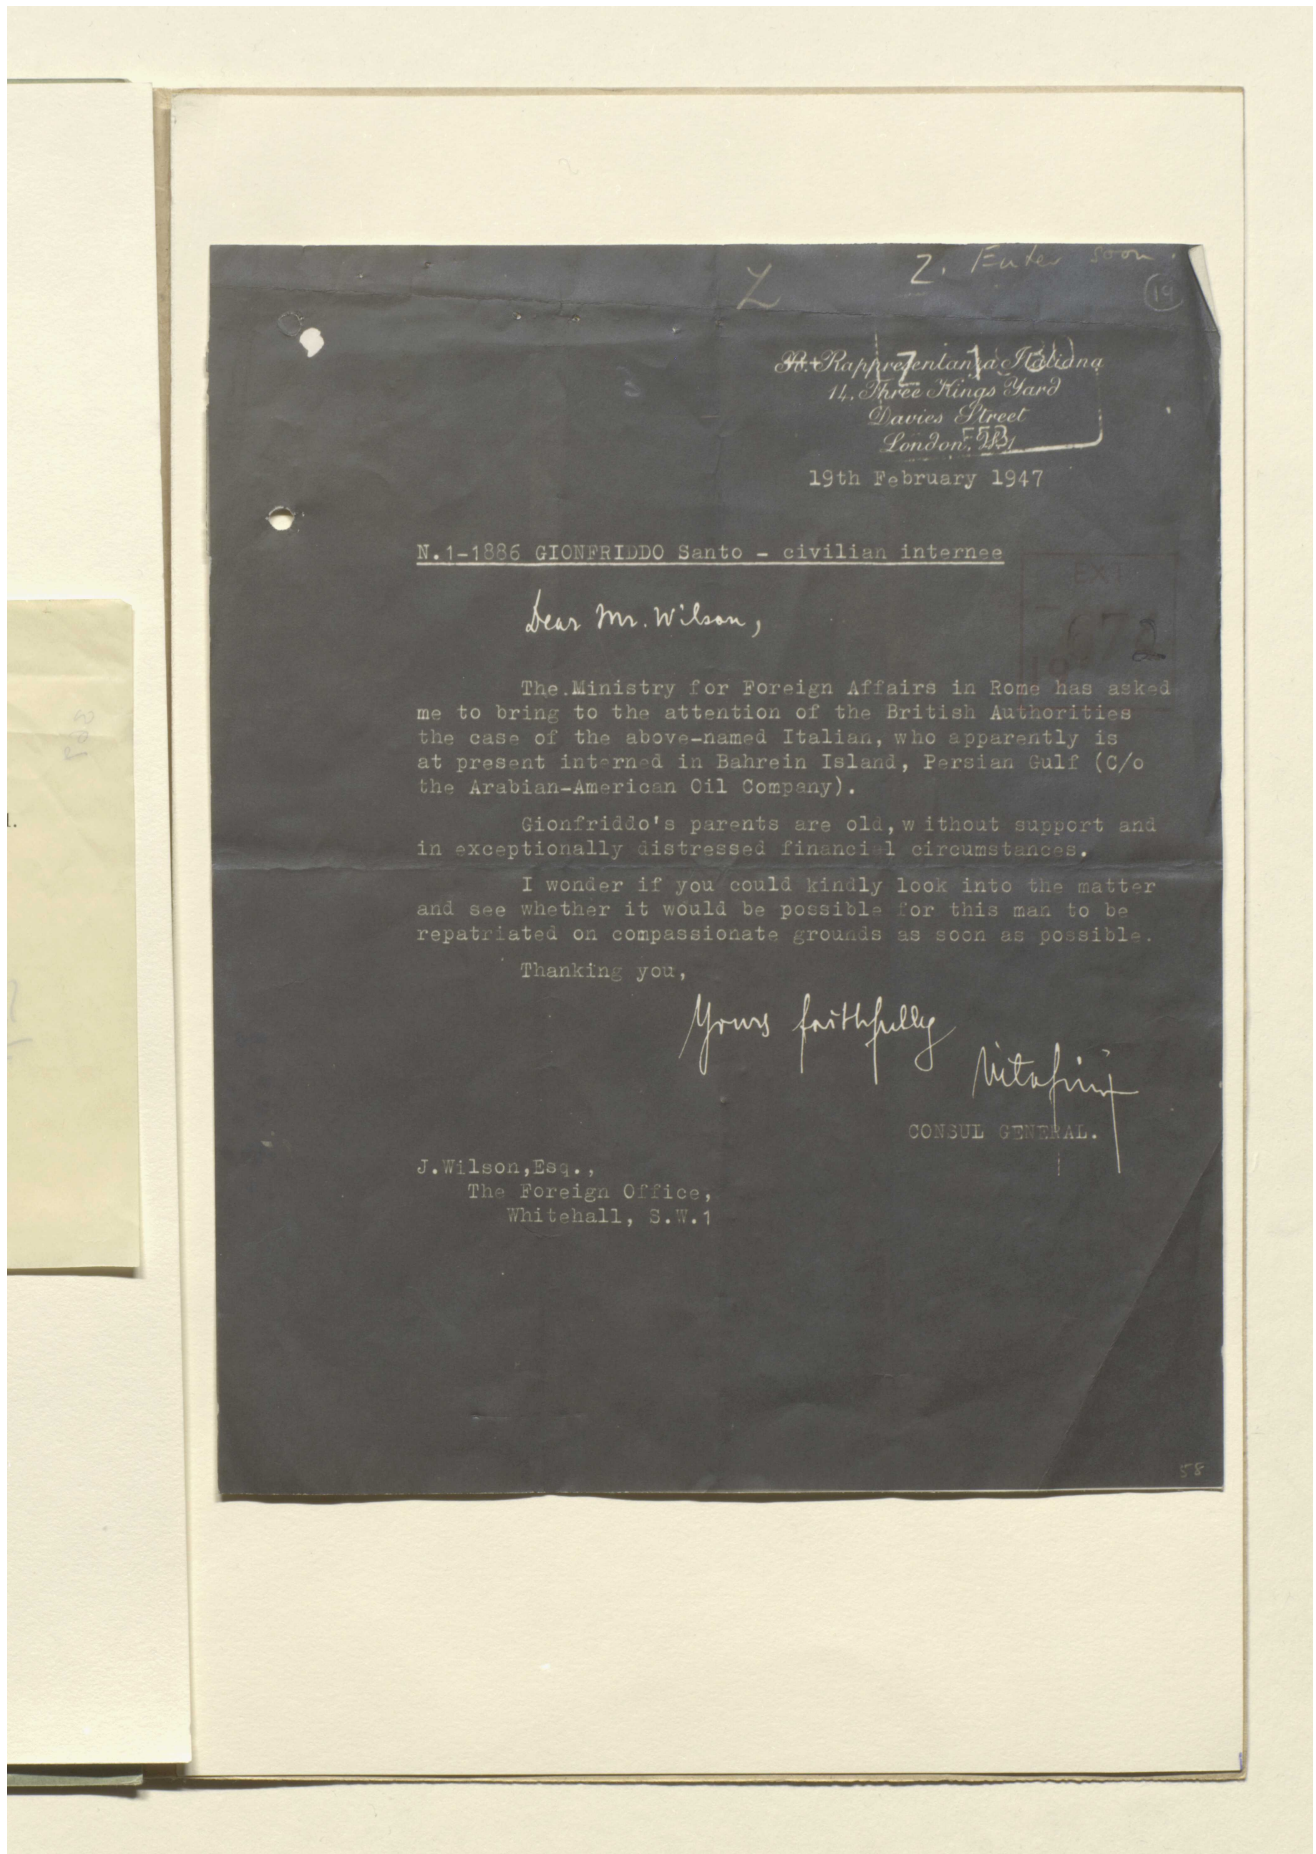 Z
Z. Enter soon.
19
R. Rappresentanza Italiana
14, Three Kings Yard
Davies Street
London, W.1
19th February 1947
N.1-1886 GIONFRIDDO Santo - civilian internee
EXT
672
19
Dear Mr. Wilson,
The Ministry for Foreign Affairs in Rome has asked
me to bring to the attention of the British Authorities
the case of the above-named Italian, who apparently is
at present interned in Bahrein Island, Persian Gulf (C/o
the Arabian-American Oil Company).
Gionfriddo's parents are old, without support and
in exceptionally distressed financial circumstances.
I wonder if you could kindly look into the matter
and see whether it would be possible for this man to be
repatriated on compassionate grounds as soon as possible.
Thanking you,
Yours faithfully
CONSUL GENERAL.
J.Wilson,Esq.,
The Foreign Office,
Whitehall, S.W.1
58